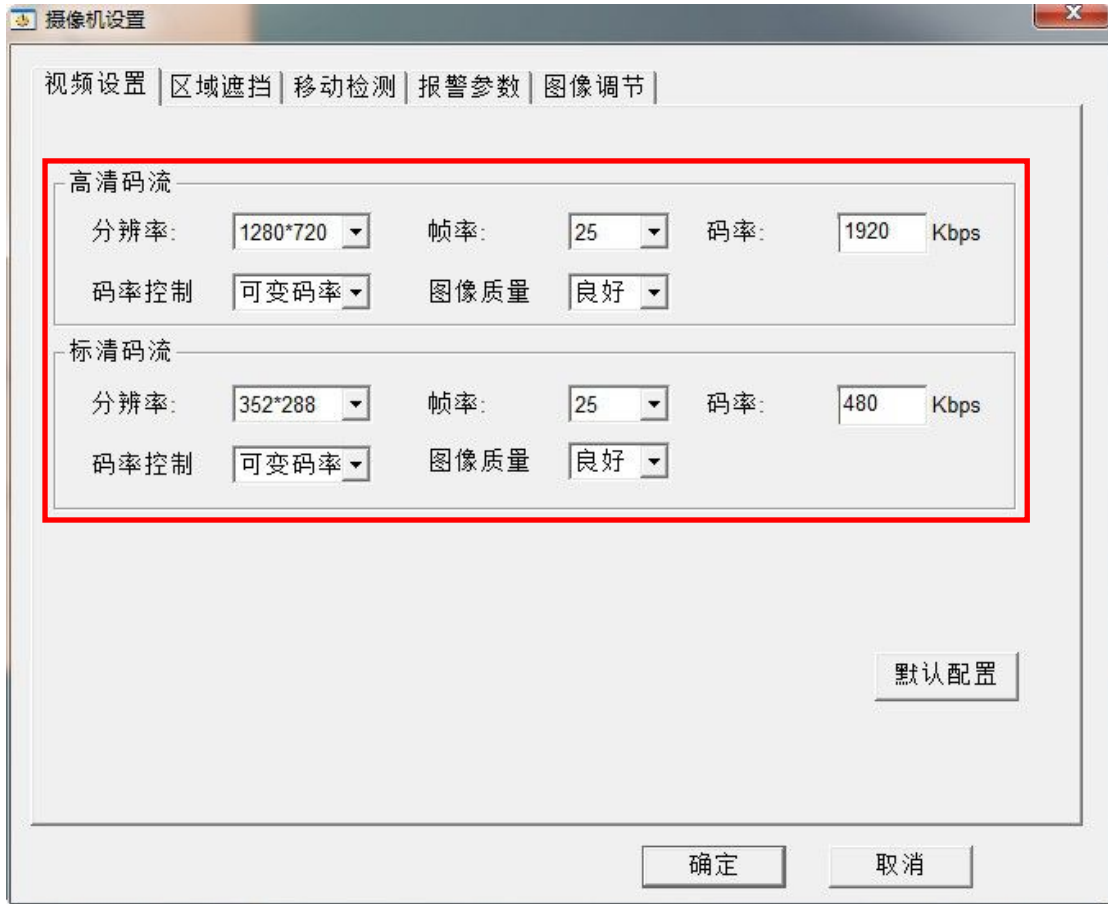 摄像机设置
视频设置 区域遮挡 移动检测 报警参数 图像调节
高清码流
分辨率: 1280*720 帧率: 25 码率: 1920 Kbps
码率控制 可变码率 图像质量 良好
标清码流
分辨率: 352*288 帧率: 25 码率: 480 Kbps
码率控制 可变码率 图像质量 良好
默认配置
确定 取消